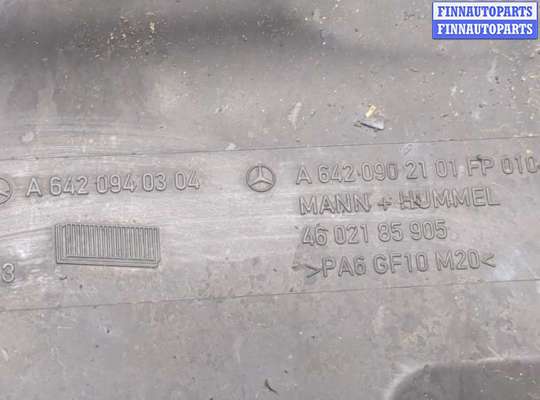 FINNAUTOPARTS
FINNAUTOPARTS
A 642 094 03 04
A 642 090 21 01 FP 010
MANN + HUMMEL
46 021 85 905
>PA6 GF10 M20<
3